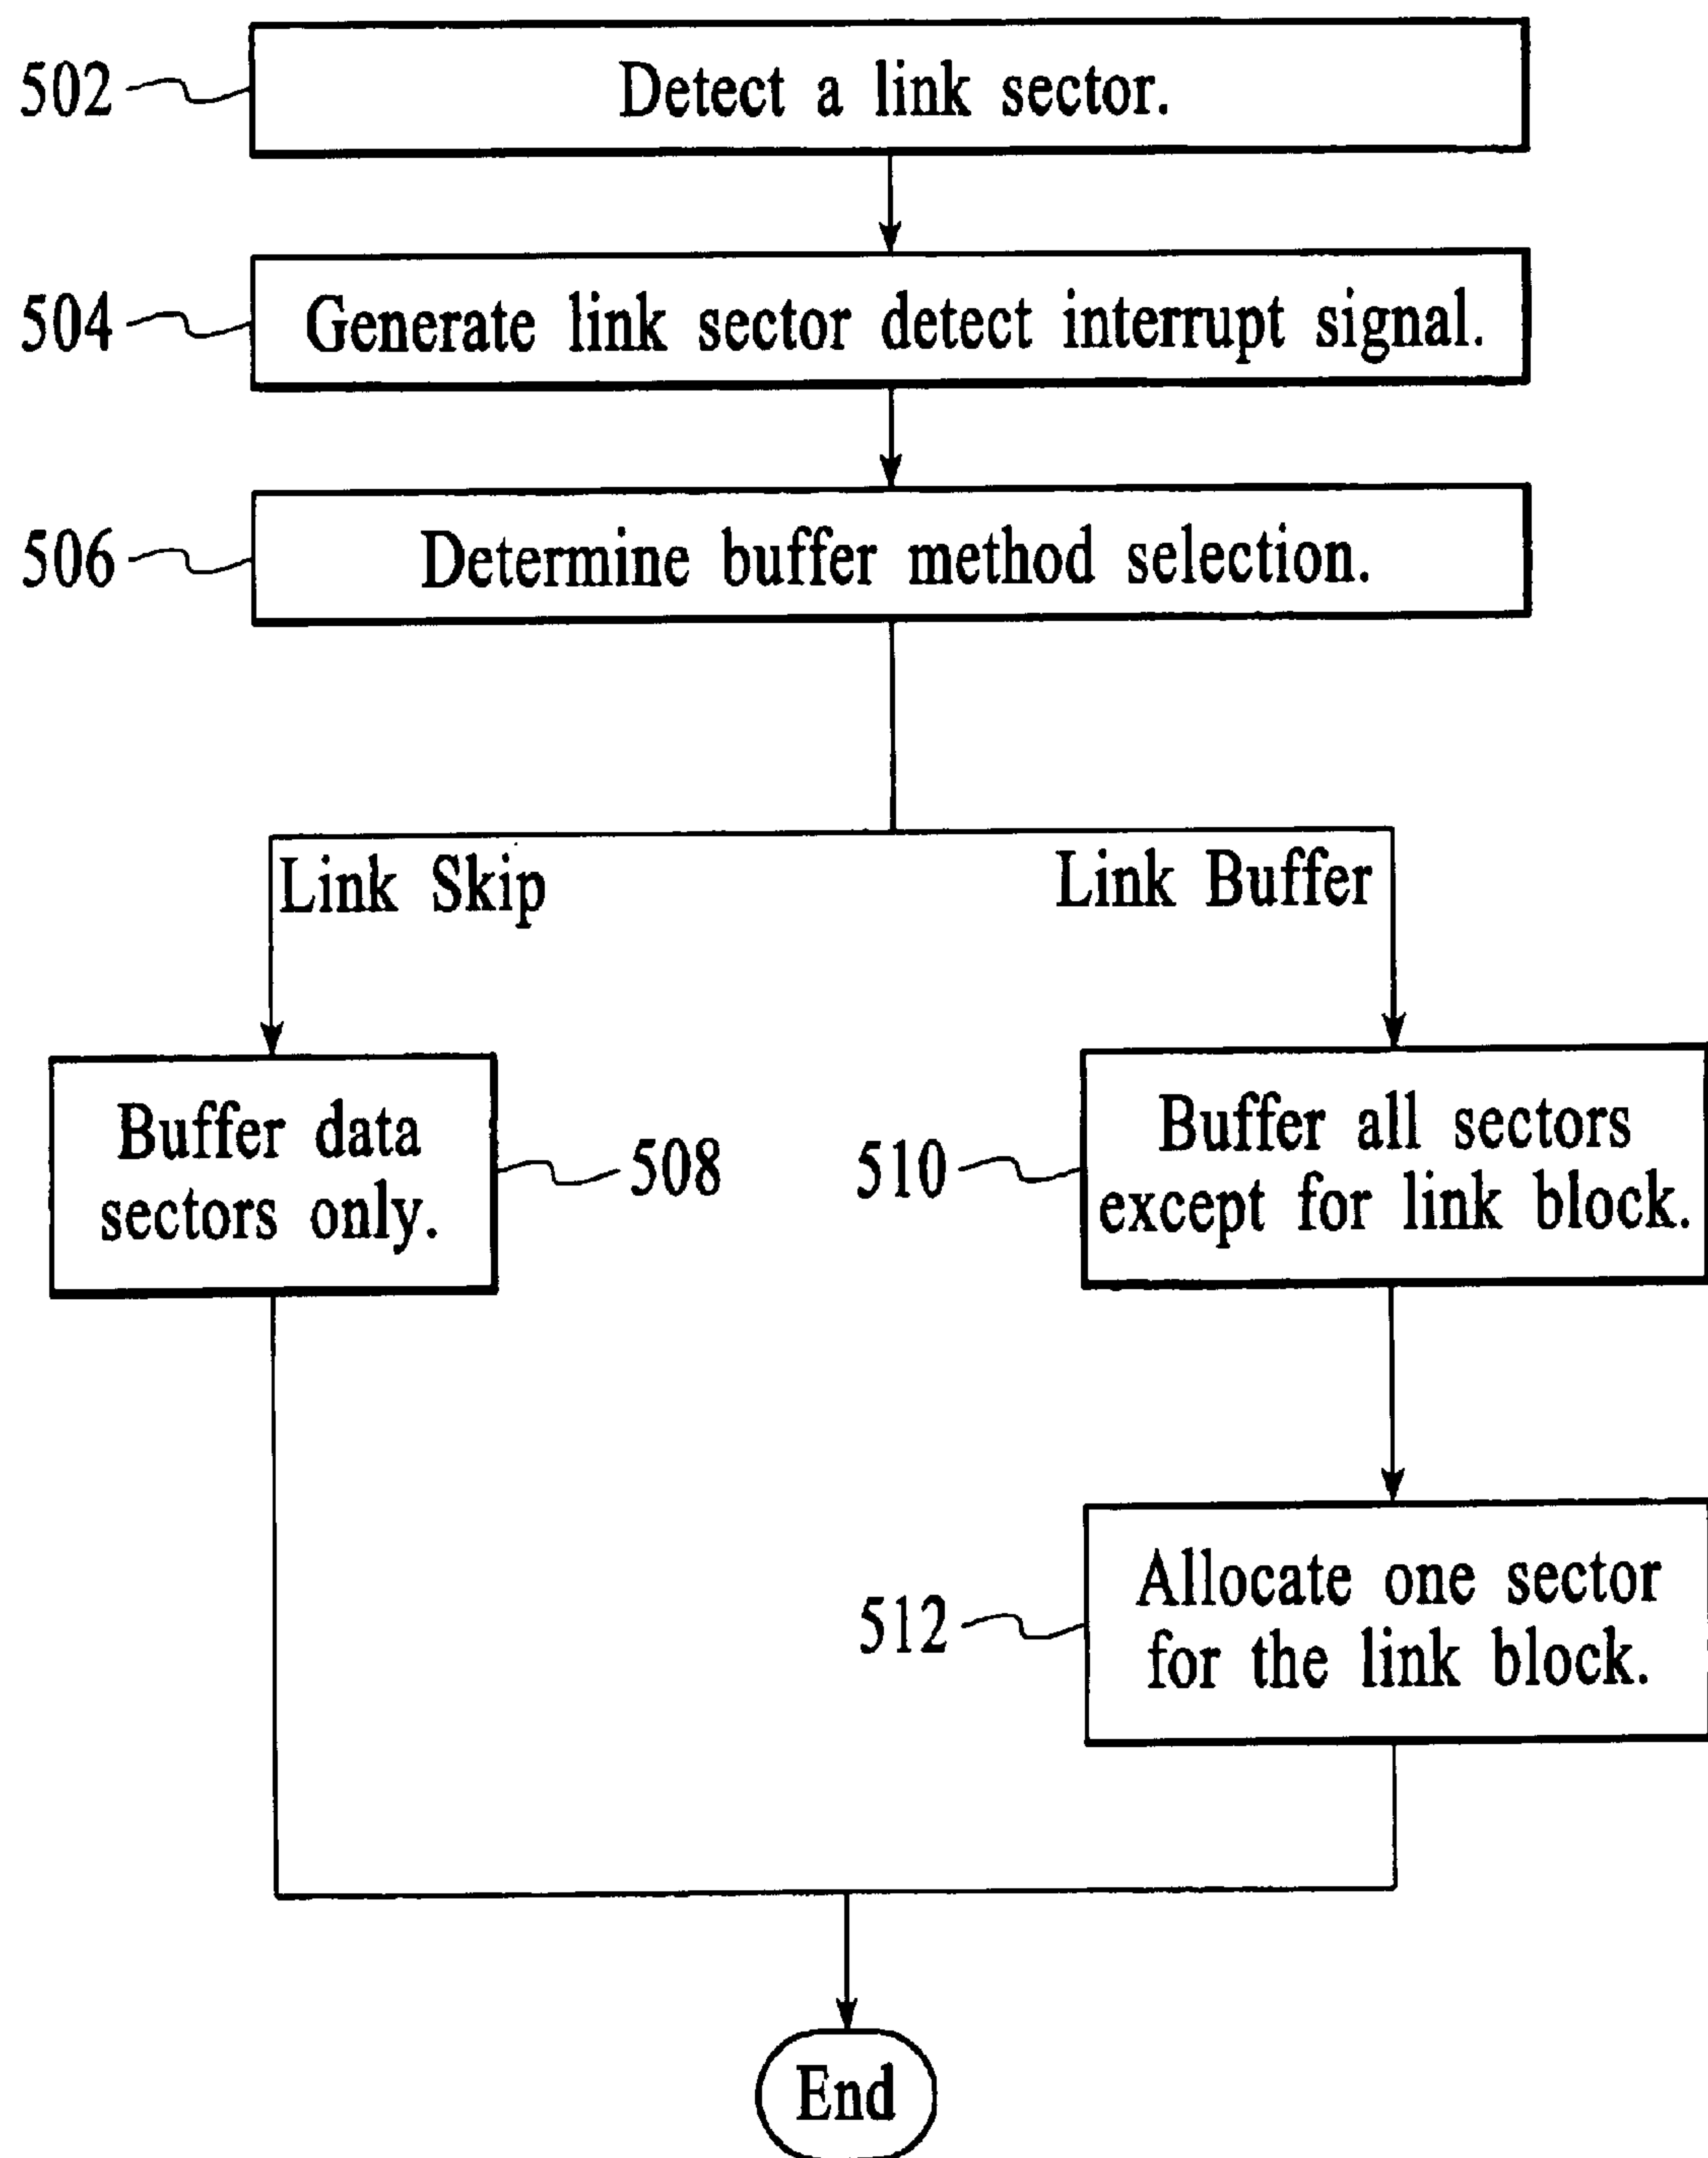 502
Detect a link sector.
504
Generate link sector detect interrupt signal.
506
Determine buffer method selection.
Link Skip
Link Buffer
Buffer data
sectors only.
508
510
Buffer all sectors
except for link block.
512
Allocate one sector
for the link block.
End